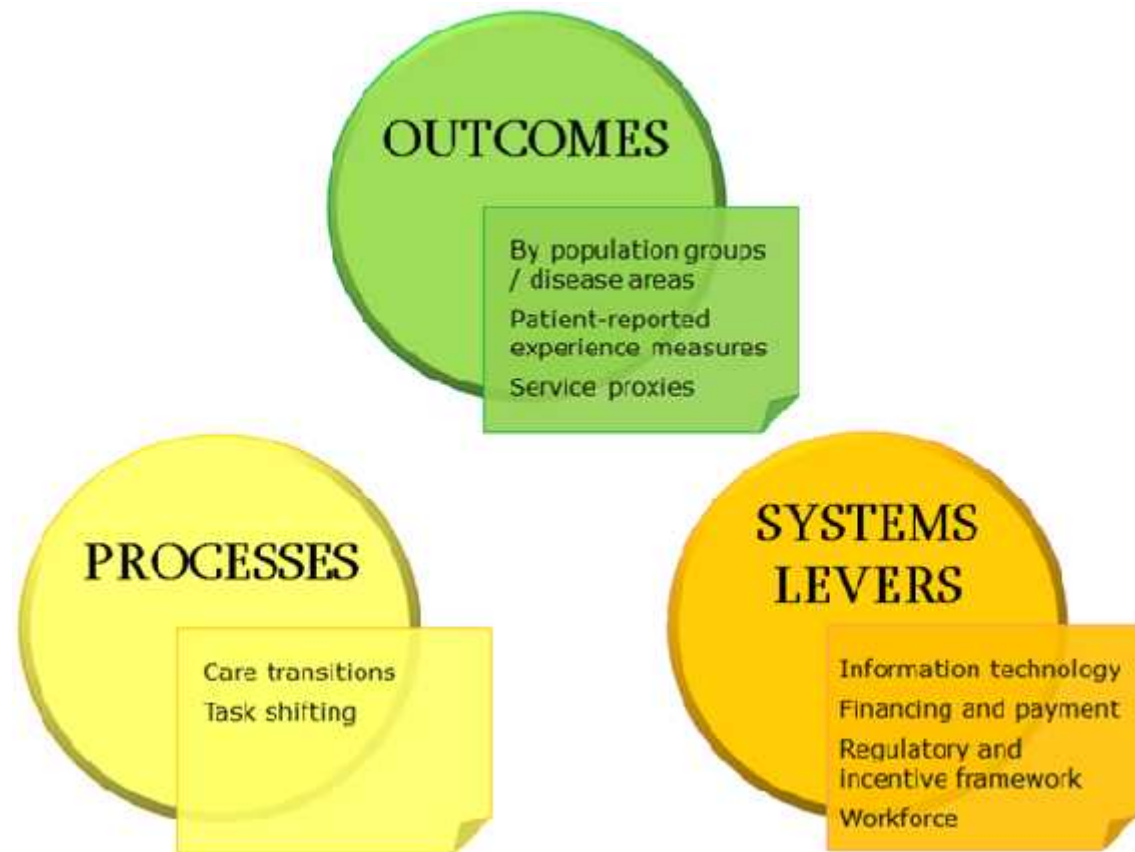 OUTCOMES
By population groups
/ disease areas
Patient-reported
experience measures
Service proxies
PROCESSES
Care transitions
Task shifting
SYSTEMS
LEVERS
Information technology
Financing and payment
Regulatory and
incentive framework
Workforce